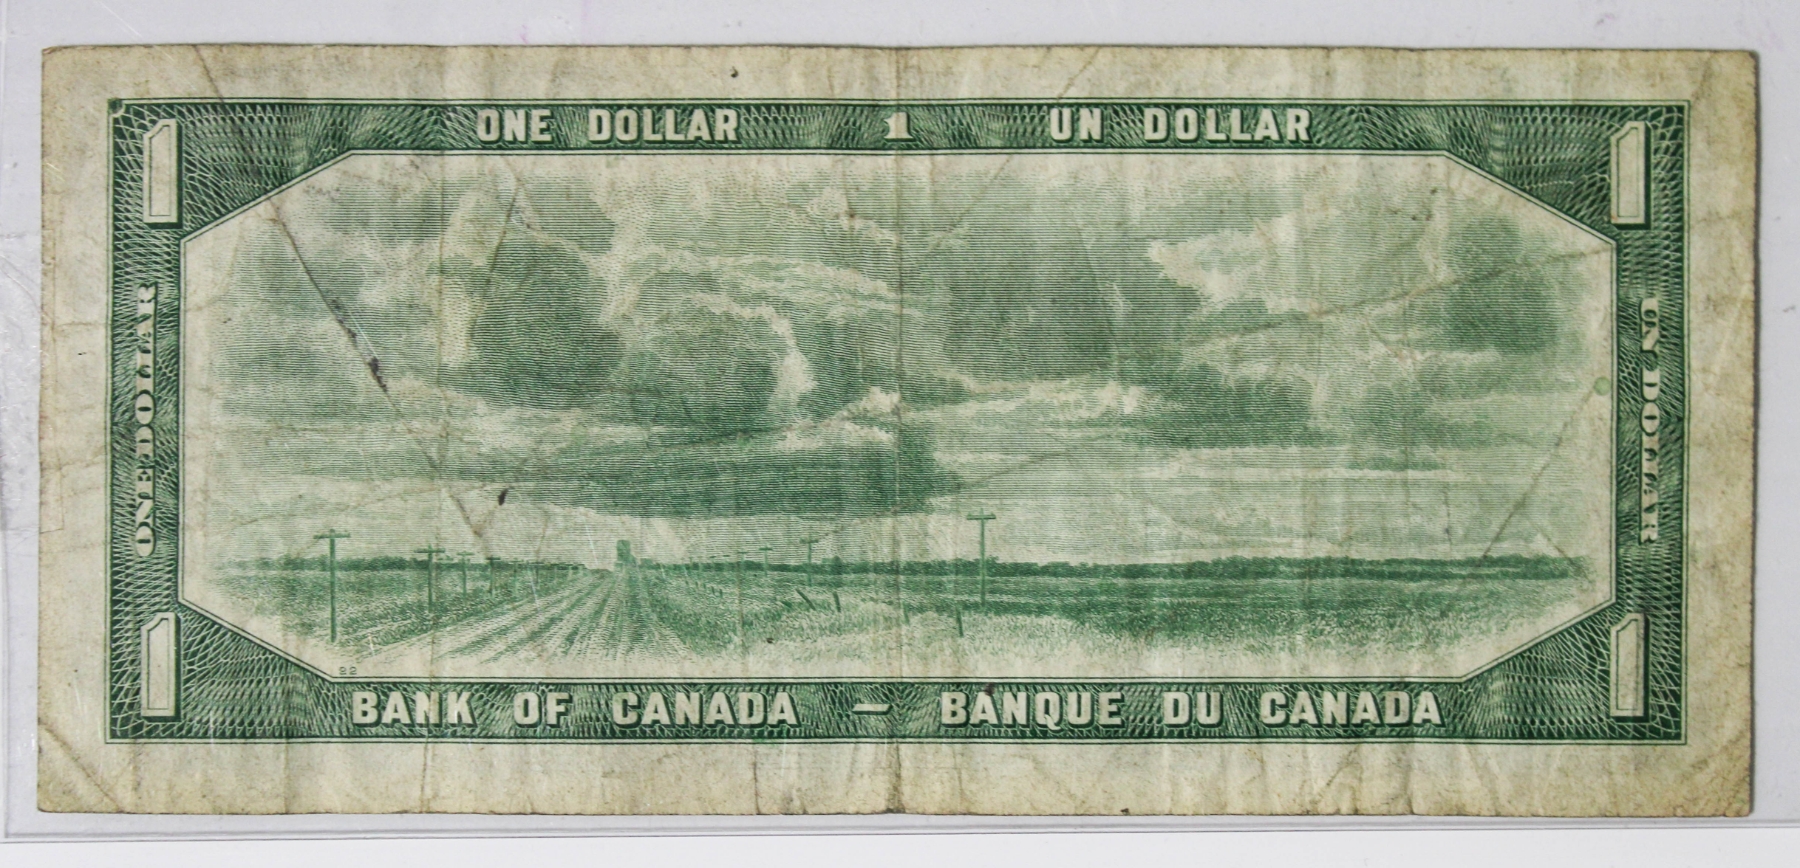 ONE DOLLAR 1 UN DOLLAR
1 1
ONE DOLLAR
UN DOLLAR
1 1
22
BANK OF CANADA — BANQUE DU CANADA